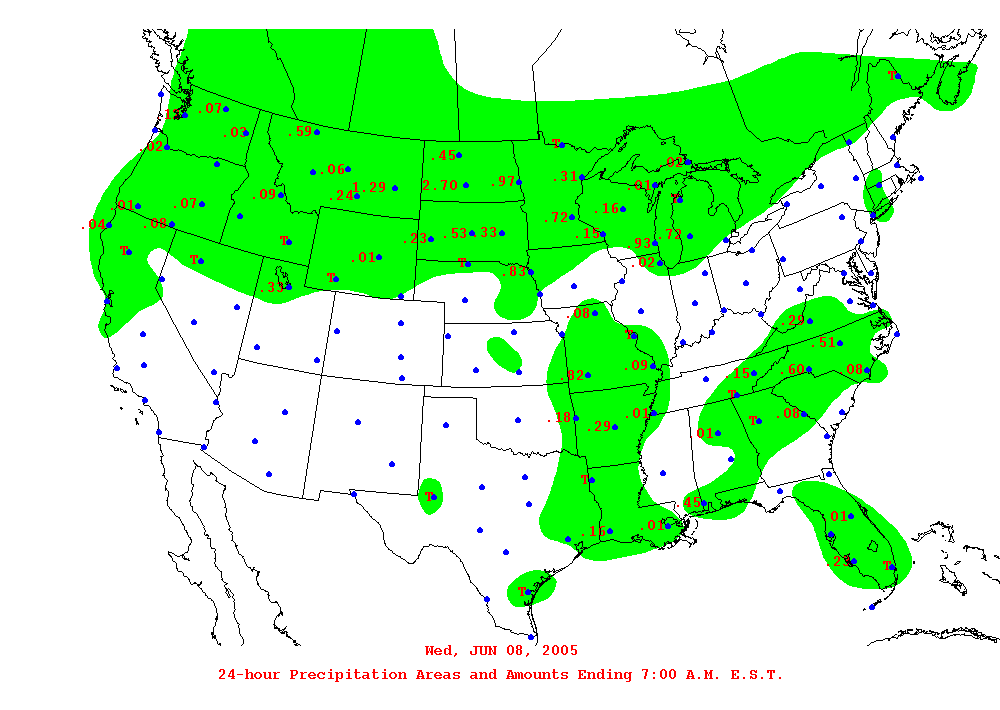 T
.07
.03
.59
.02
.45
T
.02
.06
.24
1.29
2.70
.97
.31
.01
T
.09
.16
.01
.07
.04
.08
.72
.15
.72
.93
T
T
T
.23
.53
.33
.01
.02
T
T
.83
.08
T
.29
.51
.82
.09
.15
.60
.08
T
.18
.29
.01
T
.08
.01
T
T
.45
.16
.01
.01
T
T
Wed, JUN 08, 2005
24-hour Precipitation Areas and Amounts Ending 7:00 A.M. E.S.T.